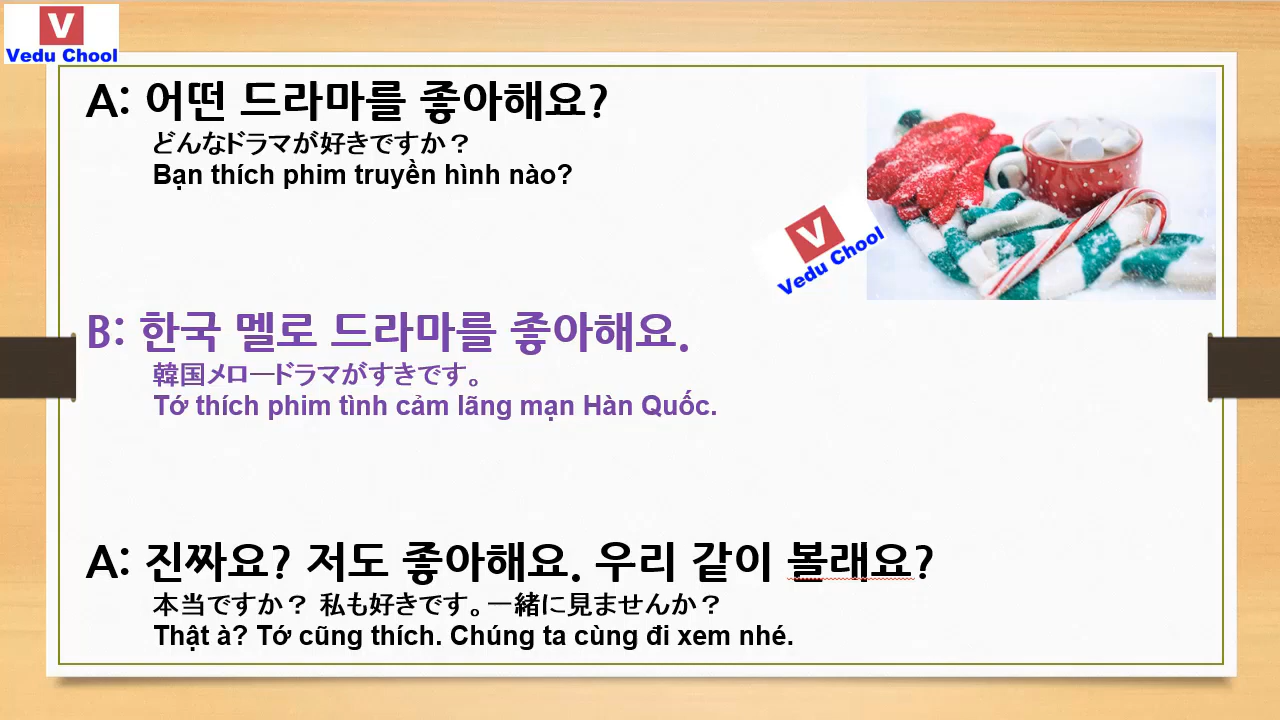 V
Vedu Chool
A: 어떤 드라마를 좋아해요?
どんなドラマが好きですか？
Bạn thích phim truyền hình nào?
V
Vedu Chool
B: 한국 멜로 드라마를 좋아해요.
韓国メロードラマがすきです。
Tớ thích phim tình cảm lãng mạn Hàn Quốc.
A: 진짜요? 저도 좋아해요. 우리 같이 볼래요?
本当ですか？ 私も好きです。一緒に見ませんか？
Thật à? Tớ cũng thích. Chúng ta cùng đi xem nhé.